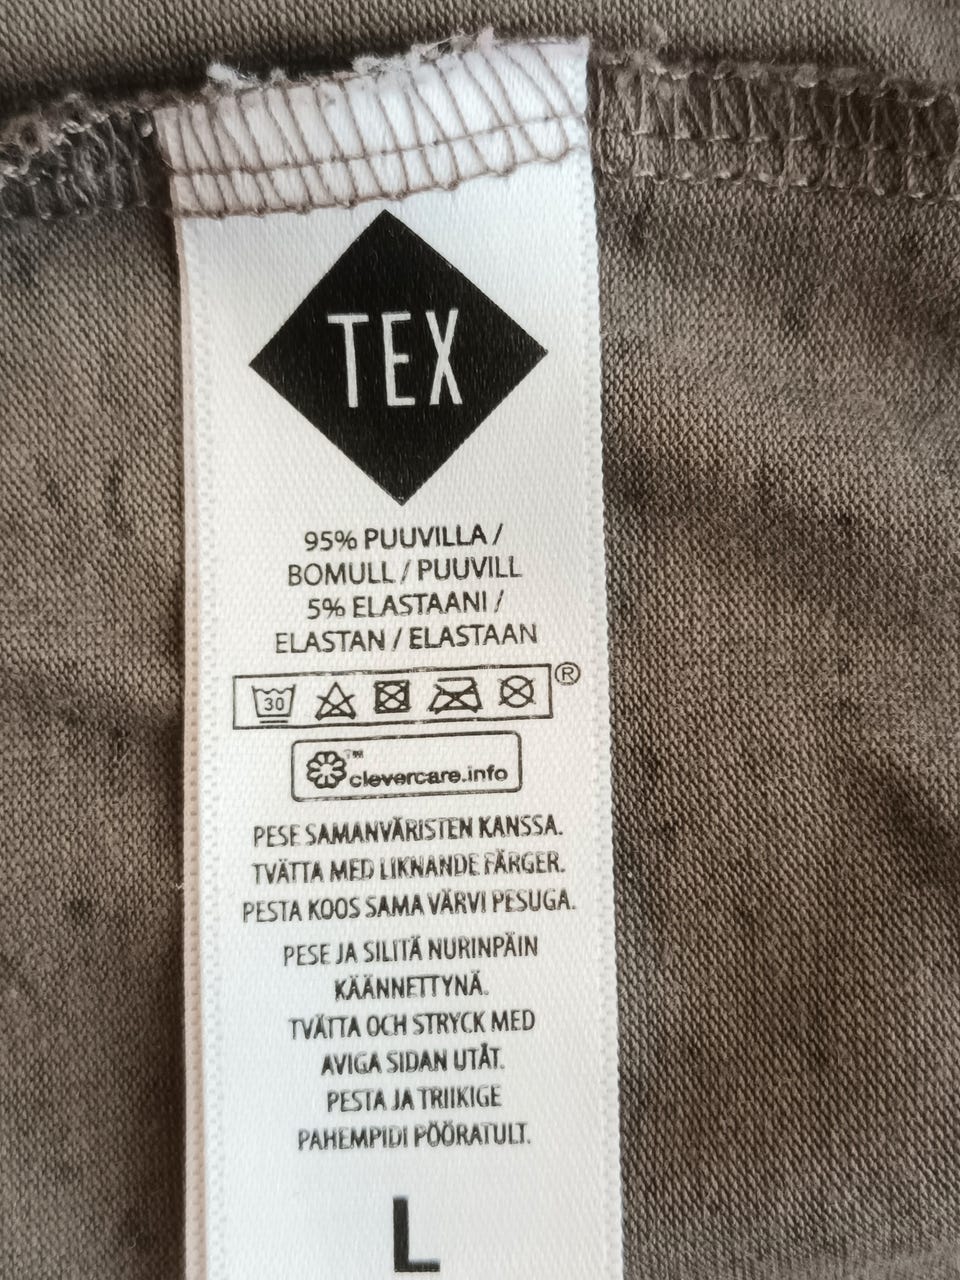 TEX
95% PUUVILLA /
BOMULL / PUUVILL
5% ELASTAANI /
ELASTAN / ELASTAAN
30
®
™
clevercare.info
PESE SAMANVÄRISTEN KANSSA.
TVÄTTA MED LIKNANDE FÄRGER.
PESTA KOOS SAMA VÄRVI PESUGA.
PESE JA SILITÄ NURINPÄIN
KÄÄNNETTYNÄ.
TVÄTTA OCH STRYCK MED
AVIGA SIDAN UTÅT.
PESTA JA TRIIKIGE
PAHEMPIDI PÖÖRATULT.
L